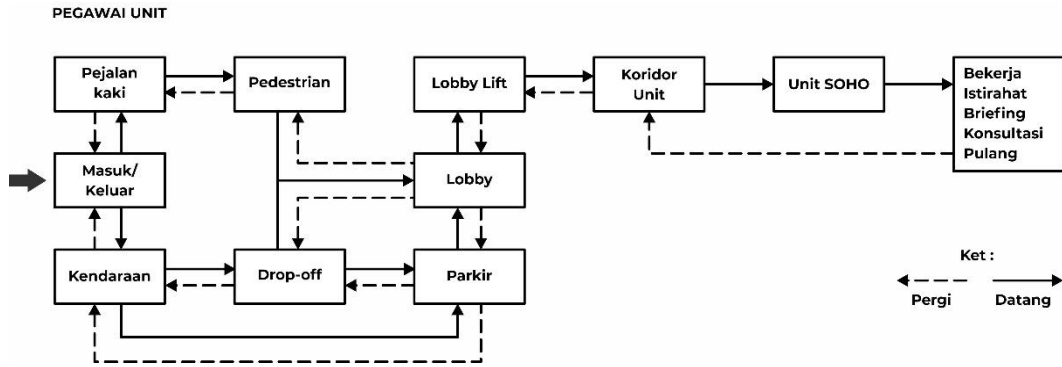 PEGAWAI UNIT
Pejalan
kaki
Pedestrian
Lobby Lift
Koridor
Unit
Unit SOHO
Bekerja
Istirahat
Briefing
Konsultasi
Pulang
Masuk/
Keluar
Lobby
Kendaraan
Drop-off
Parkir
Ket :
Pergi
Datang